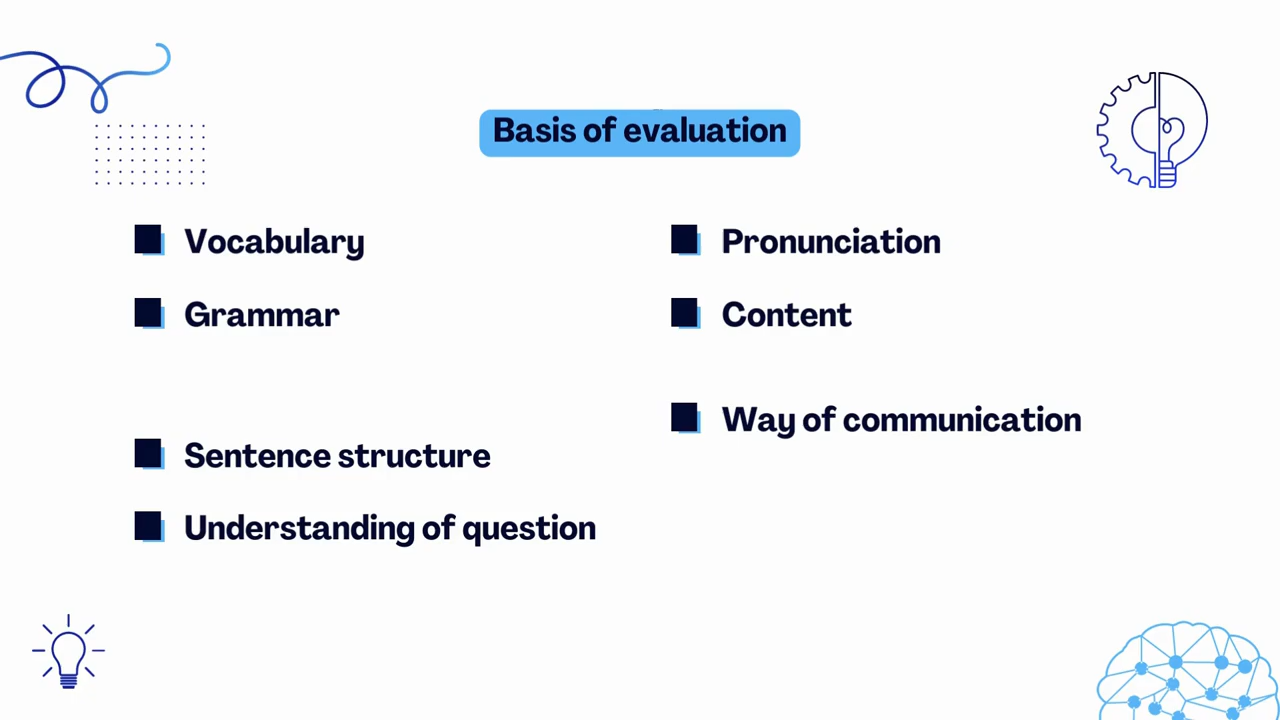 Basis of evaluation
Vocabulary
Grammar
Sentence structure
Understanding of question
Pronunciation
Content
Way of communication